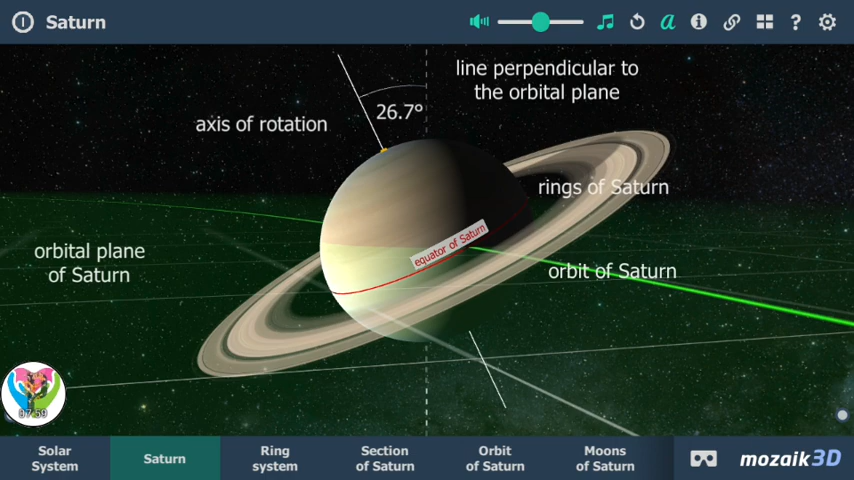 Saturn
a
i
?
line perpendicular to
the orbital plane
26.7°
axis of rotation
rings of Saturn
equator of Saturn
orbital plane
of Saturn
orbit of Saturn
97:59
Solar
System
Saturn
Ring
system
Section
of Saturn
Orbit
of Saturn
Moons
of Saturn
mozaik3D